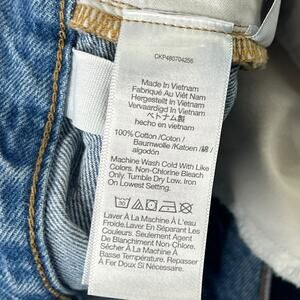 CKP480704256
Made In Vietnam
Fabriqué Au Viêt Nam
Hergestellt In Vietnam
Vervaardigd In Vietnam
ベトナム製
hecho en vietnam
100% Cotton /Coton /
Baumwolle /Katoen /綿 /
algodón
Machine Wash Cold With Like
Colors. Non-Chlorine Bleach
Only. Tumble Dry Low. Iron
On Lowest Setting.
Laver À La Machine À L'eau
Froide.Laver En Séparant Les
Couleurs. Seulement Agent
De Blanchiment Non-Chloré.
Sécher À La Machine À
Basse Température. Repasser
À Fer Doux Si Nécessaire.